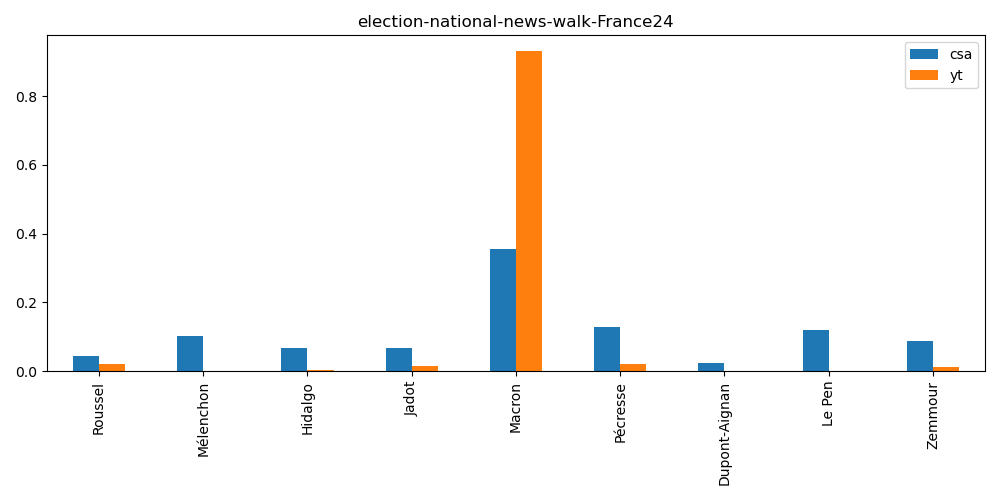 election-national-news-walk-France24
csa
yt
0.8
0.6
0.4
0.2
0.0
Roussel
Mélenchon
Hidalgo
Jadot
Macron
Pécresse
Dupont-Aignan
Le Pen
Zemmour